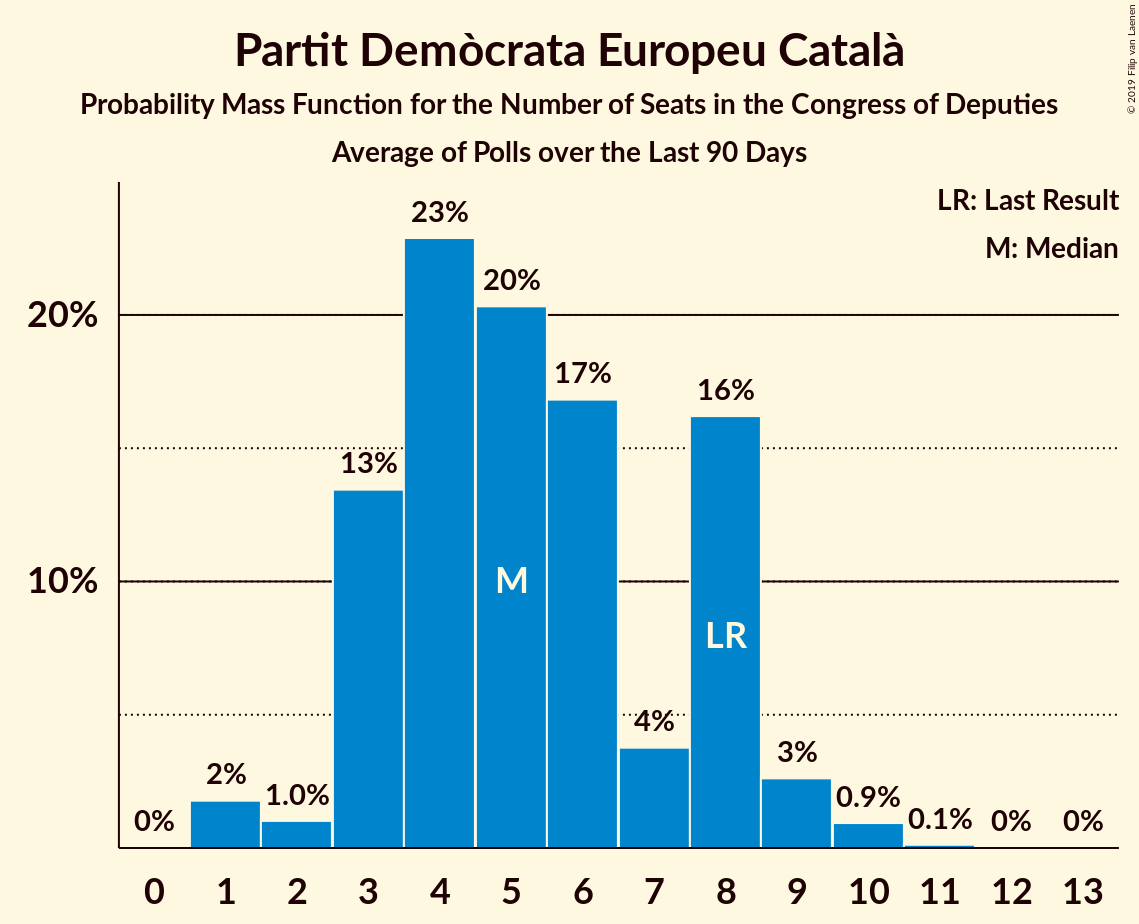 Partit Demòcrata Europeu Català
Probability Mass Function for the Number of Seats in the Congress of Deputies
Average of Polls over the Last 90 Days
© 2019 Filip van Laenen
LR: Last Result
M: Median
20%
10%
0%
2%
1.0%
13%
23%
20%
17%
4%
16%
3%
0.9%
0.1%
0%
0%
M
LR
0 1 2 3 4 5 6 7 8 9 10 11 12 13